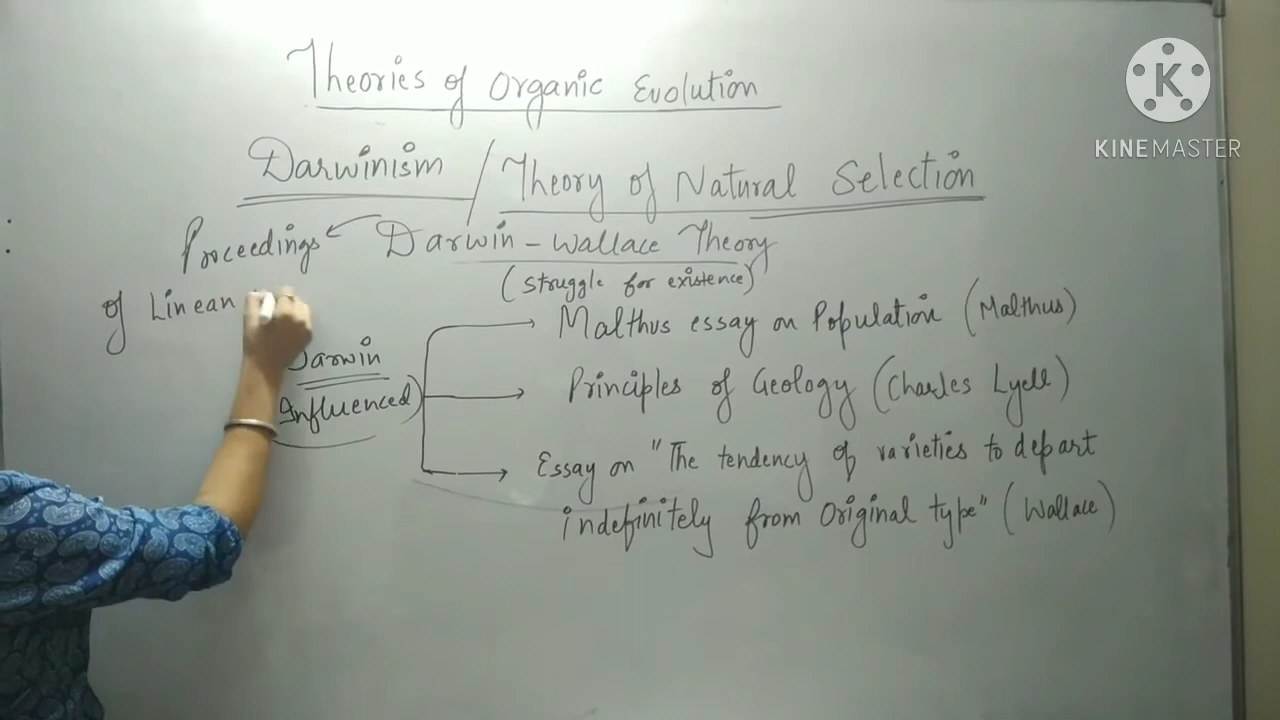 Theories of Organic Evolution
Darwinism / Theory of Natural Selection
Proceedings Darwin - Wallace Theory
(Struggle for existence)
of Linean
Malthus essay on Population (Malthus)
Darwin
Influenced
Principles of Geology (Charles Lyell)
Essay on "The tendency of varieties to depart
indefinitely from Original type" (Wallace)
K
KINEMASTER